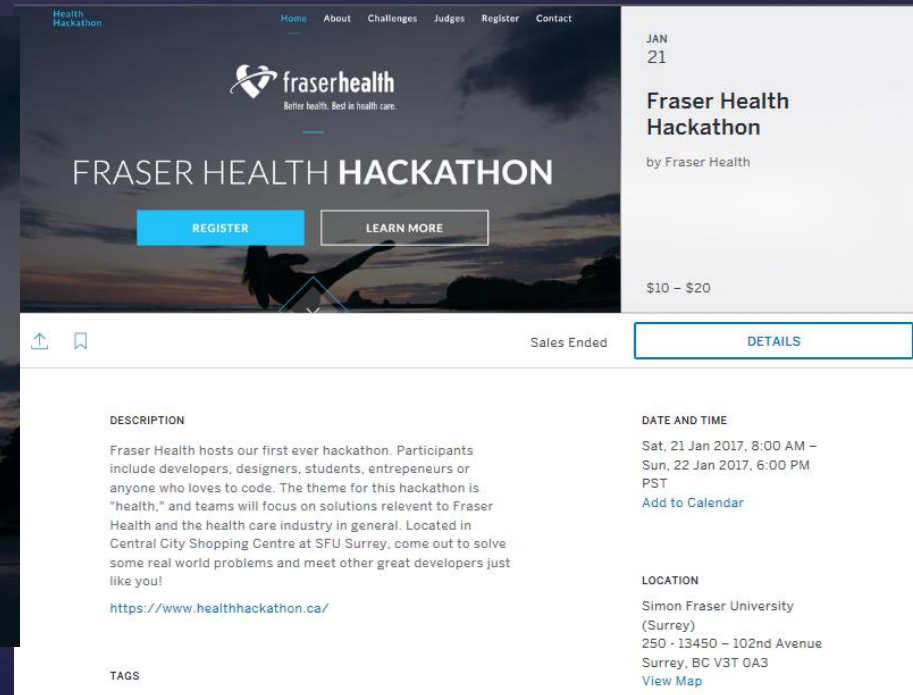 Health
Hackathon
Home About Challenges Judges Register Contact
fraserhealth
Better health. Best in health care.
FRASER HEALTH HACKATHON
REGISTER LEARN MORE
JAN
21
Fraser Health
Hackathon
by Fraser Health
$10 – $20
Sales Ended
DETAILS
DESCRIPTION
Fraser Health hosts our first ever hackathon. Participants
include developers, designers, students, entrepeneurs or
anyone who loves to code. The theme for this hackathon is
"health," and teams will focus on solutions relevent to Fraser
Health and the health care industry in general. Located in
Central City Shopping Centre at SFU Surrey, come out to solve
some real world problems and meet other great developers just
like you!
https://www.healthhackathon.ca/
TAGS
DATE AND TIME
Sat, 21 Jan 2017, 8:00 AM –
Sun, 22 Jan 2017, 6:00 PM
PST
Add to Calendar
LOCATION
Simon Fraser University
(Surrey)
250 - 13450 – 102nd Avenue
Surrey, BC V3T 0A3
View Map